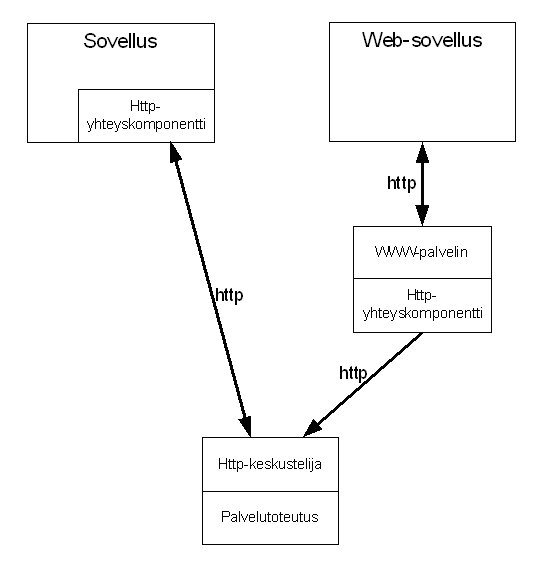 Sovellus
Http-
yhteyskomponentti
Web-sovellus
http
WWW-palvelin
Http-
yhteyskomponentti
http
http
Http-keskustelija
Palvelutoteutus